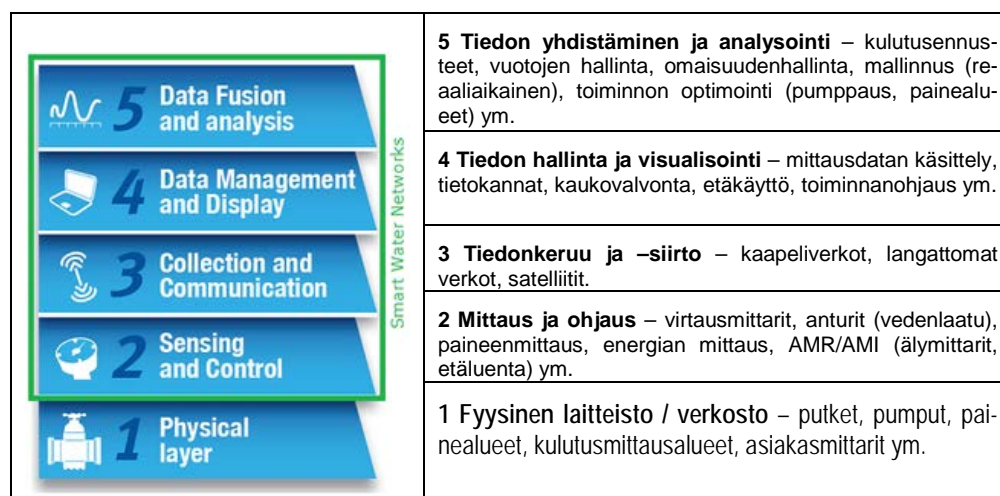 5
Data Fusion
and analysis
4
Data Management
and Display
3
Collection and
Communication
2
Sensing
and Control
1
Physical
layer
Smart Water Networks
5 Tiedon yhdistäminen ja analysointi – kulutusennus-
teet, vuotojen hallinta, omaisuudenhallinta, mallinnus (re-
aaliaikainen), toiminnon optimointi (pumppaus, painealu-
eet) ym.
4 Tiedon hallinta ja visualisointi – mittausdatan käsittely,
tietokannat, kaukovalvonta, etäkäyttö, toiminnanohjaus ym.
3 Tiedonkeruu ja –siirto – kaapeliverkot, langattomat
verkot, satelliitit.
2 Mittaus ja ohjaus – virtausmittarit, anturit (vedenlaatu),
paineenmittaus, energian mittaus, AMR/AMI (älymittarit,
etäluenta) ym.
1 Fyysinen laitteisto / verkosto – putket, pumput, pai-
nealueet, kulutusmittausalueet, asiakasmittarit ym.